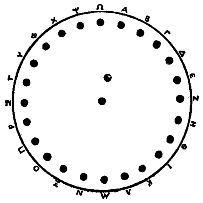 Α Β Γ Δ Ε Ζ Η Θ Ι Κ Λ Μ Ν Ξ Ο Π Ρ Σ Τ Υ Φ Χ Ψ Ω